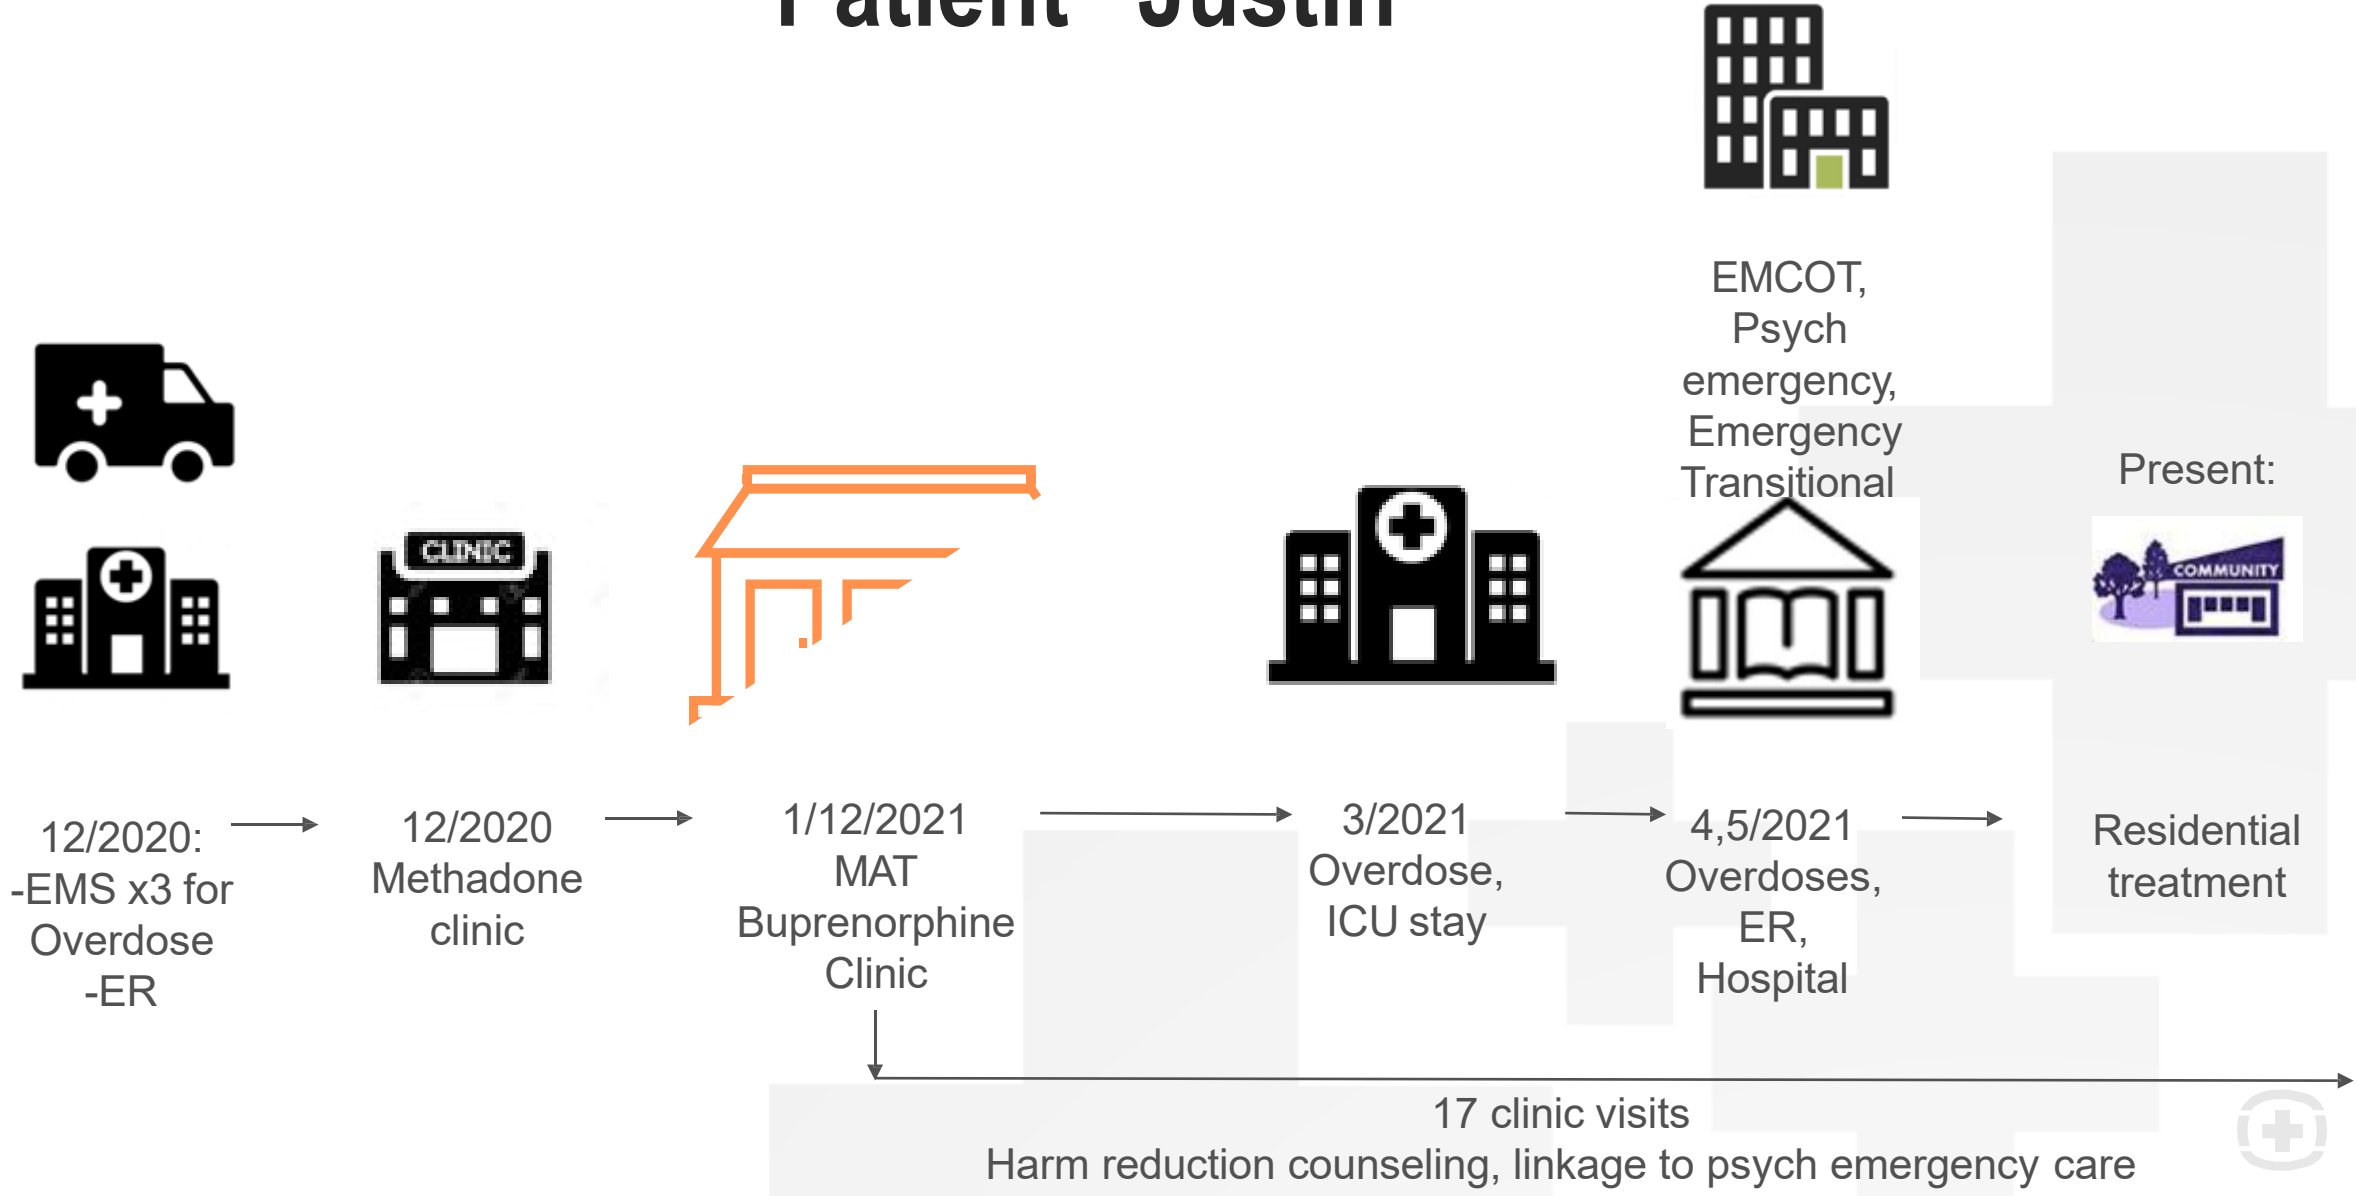 Patient "Justin"
EMCOT,
Psych
emergency,
Emergency
Transitional
Present:
CLINIC
COMMUNITY
12/2020:
-EMS x3 for
Overdose
-ER
12/2020
Methadone
clinic
1/12/2021
MAT
Buprenorphine
Clinic
3/2021
Overdose,
ICU stay
4,5/2021
Overdoses,
ER,
Hospital
Residential
treatment
17 clinic visits
Harm reduction counseling, linkage to psych emergency care